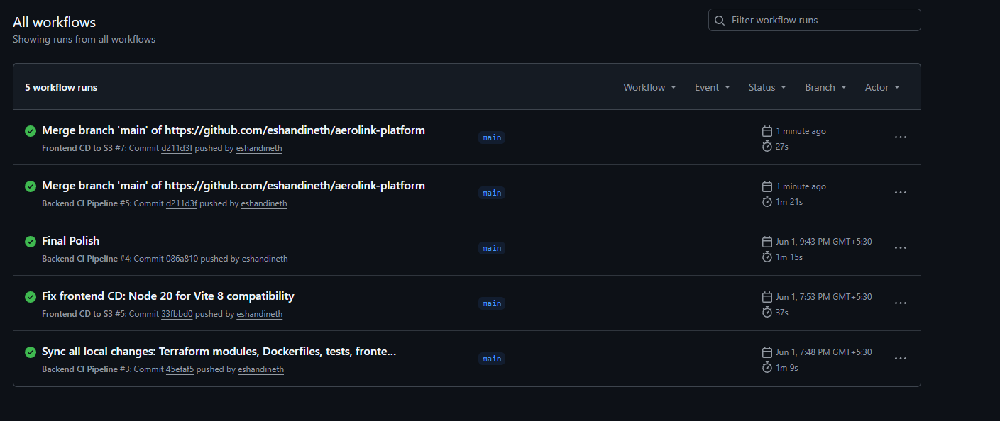 All workflows
Showing runs from all workflows
Filter workflow runs
5 workflow runs
Workflow
Event
Status
Branch
Actor
Merge branch 'main' of https://github.com/eshandineth/aerolink-platform
Frontend CD to S3 #7: Commit d211d3f pushed by eshandineth
main
1 minute ago
27s
Merge branch 'main' of https://github.com/eshandineth/aerolink-platform
Backend CI Pipeline #5: Commit d211d3f pushed by eshandineth
main
1 minute ago
1m 21s
Final Polish
Backend CI Pipeline #4: Commit 086a810 pushed by eshandineth
main
Jun 1, 9:43 PM GMT+5:30
1m 15s
Fix frontend CD: Node 20 for Vite 8 compatibility
Frontend CD to S3 #5: Commit 33fbbd0 pushed by eshandineth
main
Jun 1, 7:53 PM GMT+5:30
37s
Sync all local changes: Terraform modules, Dockerfiles, tests, fronte...
Backend CI Pipeline #3: Commit 45efaf5 pushed by eshandineth
main
Jun 1, 7:48 PM GMT+5:30
1m 9s